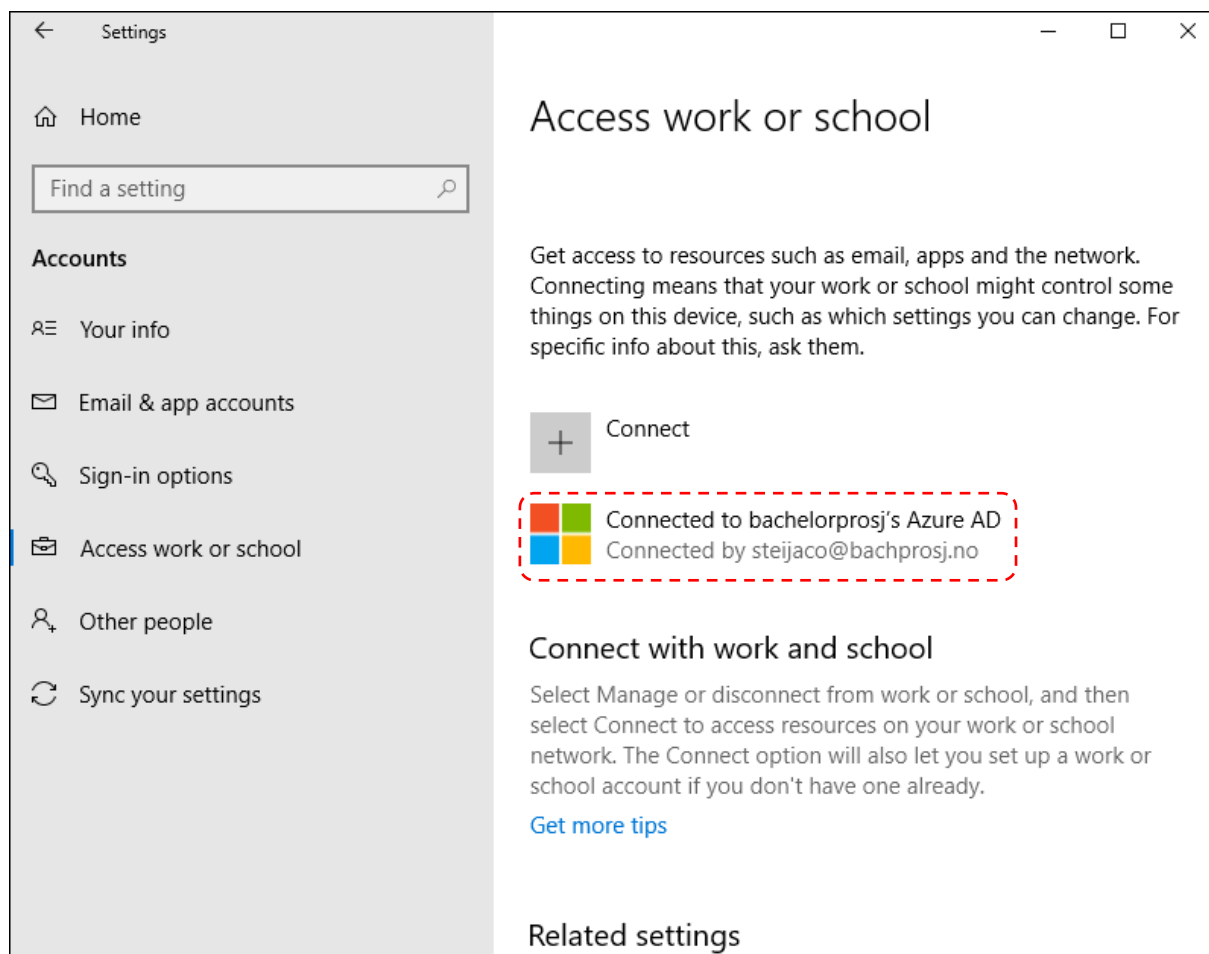 Settings
Home
Find a setting
Accounts
Your info
Email & app accounts
Sign-in options
Access work or school
Other people
Sync your settings
Access work or school
Get access to resources such as email, apps and the network.
Connecting means that your work or school might control some
things on this device, such as which settings you can change. For
specific info about this, ask them.
Connect
Connected to bachelorprosj's Azure AD
Connected by steijaco@bachprosj.no
Connect with work and school
Select Manage or disconnect from work or school, and then
select Connect to access resources on your work or school
network. The Connect option will also let you set up a work or
school account if you don't have one already.
Get more tips
Related settings